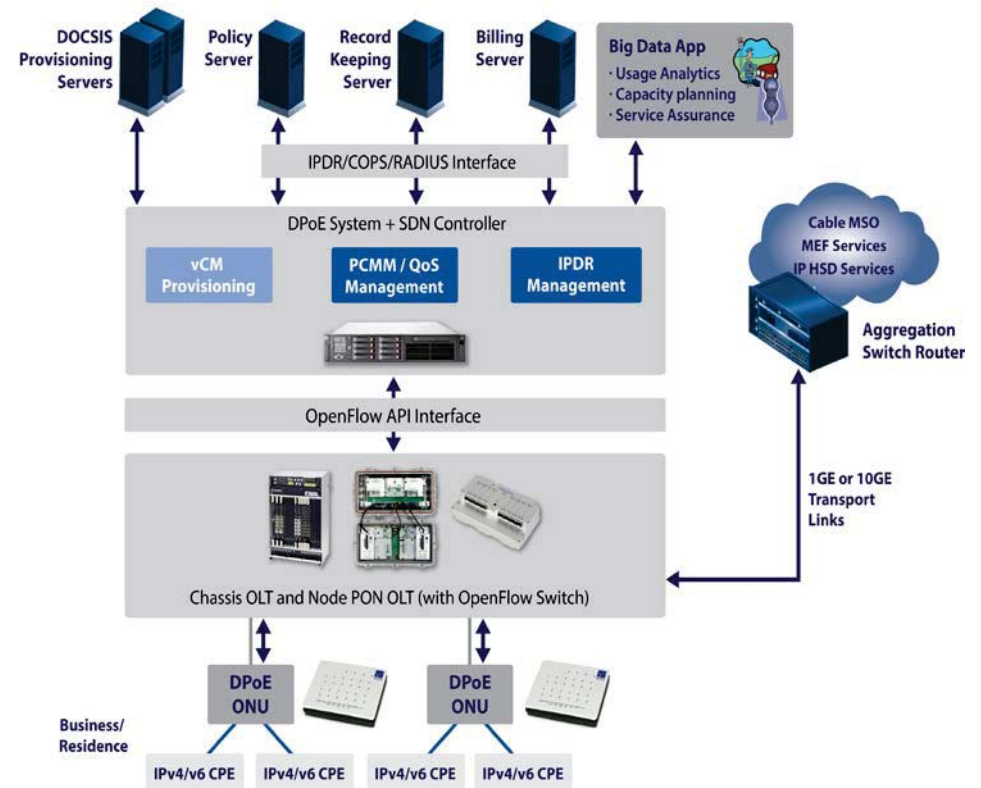 DOCSIS
Provisioning
Servers
Policy
Server
Record
Keeping
Server
Billing
Server
Big Data App
· Usage Analytics
· Capacity planning
· Service Assurance
IPDR/COPS/RADIUS Interface
DPoE System + SDN Controller
vCM
Provisioning
PCMM / QoS
Management
IPDR
Management
Cable MSO
MEF Services
IP HSD Services
Aggregation
Switch Router
OpenFlow API Interface
1GE or 10GE
Transport
Links
Chassis OLT and Node PON OLT (with OpenFlow Switch)
DPoE
ONU
DPoE
ONU
Business/
Residence
IPv4/v6 CPE
IPv4/v6 CPE
IPv4/v6 CPE
IPv4/v6 CPE